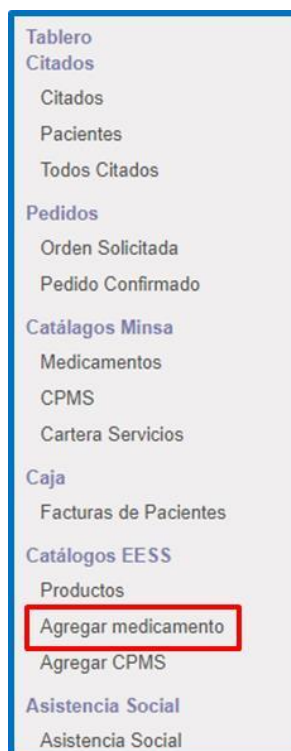 Tablero
Citados
Citados
Pacientes
Todos Citados
Pedidos
Orden Solicitada
Pedido Confirmado
Catálagos Minsa
Medicamentos
CPMS
Cartera Servicios
Caja
Facturas de Pacientes
Catálogos EESS
Productos
Agregar medicamento
Agregar CPMS
Asistencia Social
Asistencia Social